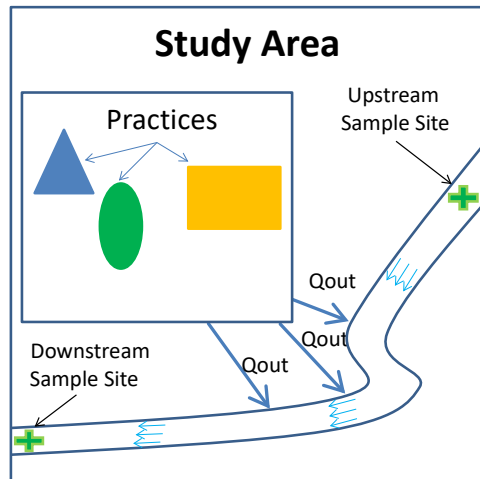 Study Area
Practices
Upstream
Sample Site
Qout
Qout
Qout
Downstream
Sample Site